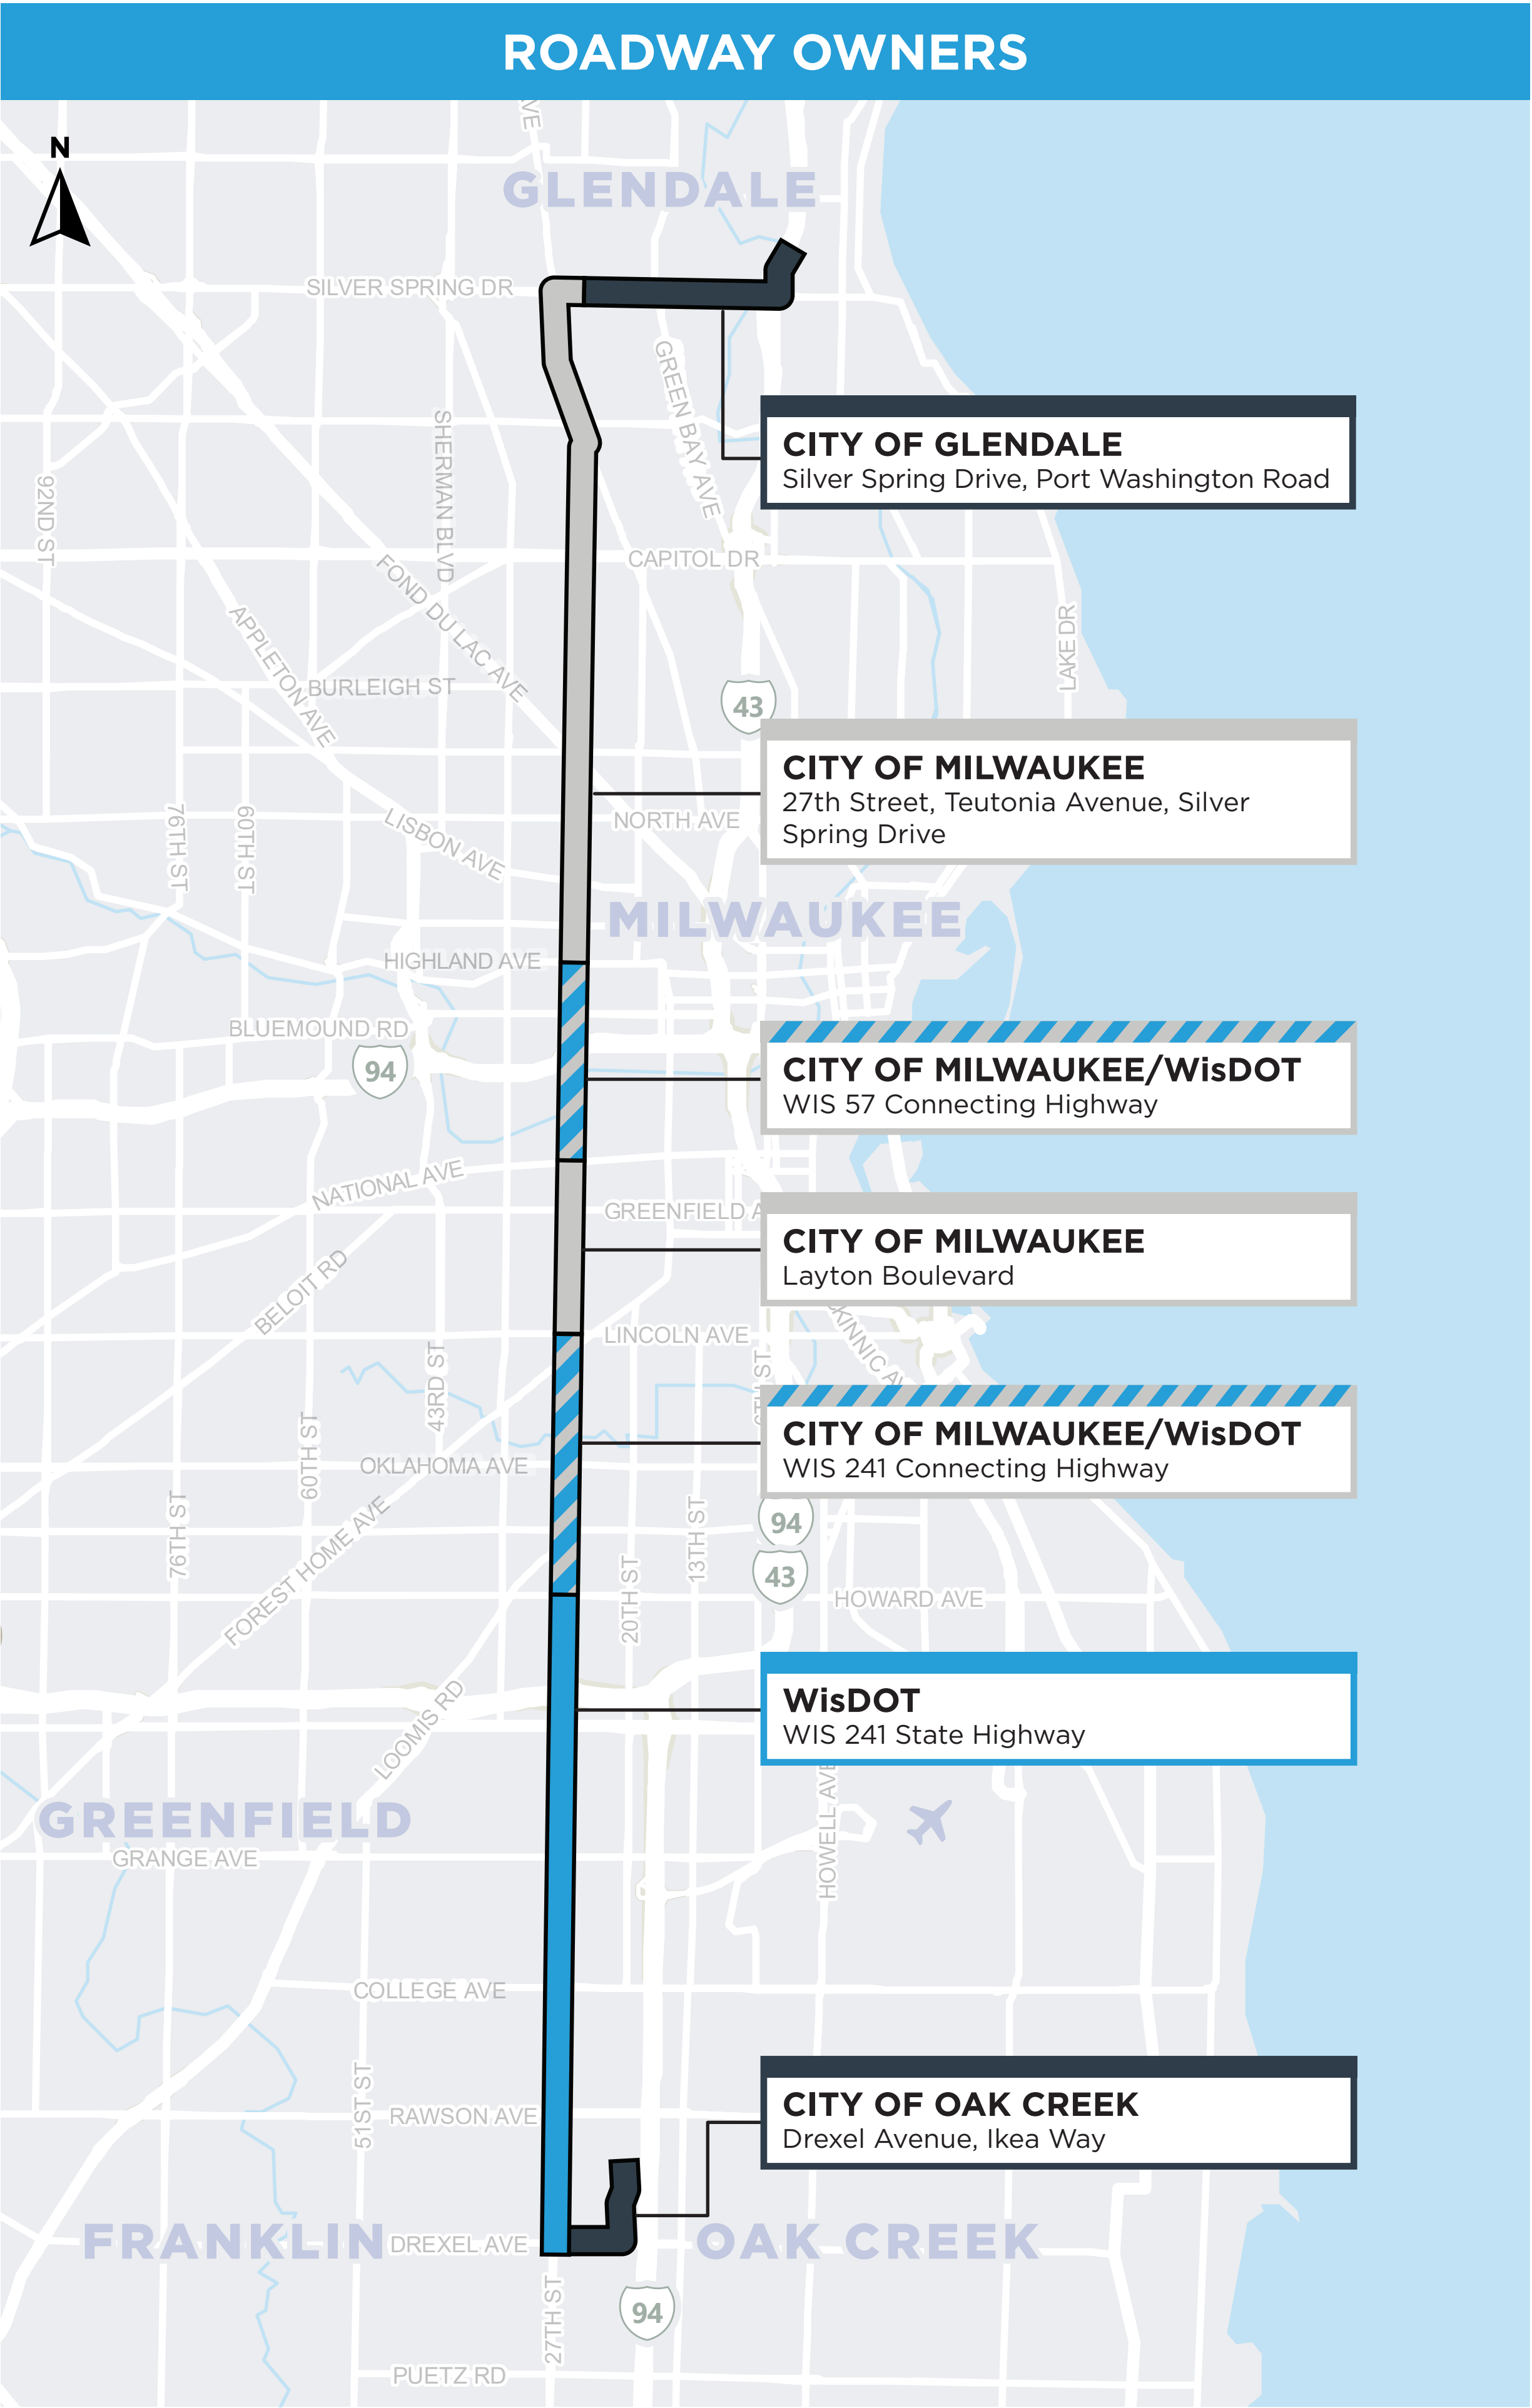 ROADWAY OWNERS
N
VE
GLENDALE
SILVER SPRING DR
GREEN BAY AVE
SHERMAN BLVD
92ND ST
CITY OF GLENDALE
Silver Spring Drive, Port Washington Road
CAPITOL DR
FOND DU LAC AVE
APPLETON AVE
LAKE DR
BURLEIGH ST
43
CITY OF MILWAUKEE
27th Street, Teutonia Avenue, Silver
Spring Drive
NORTH AVE
76TH ST
60TH ST
LISBON AVE
MILWAUKEE
HIGHLAND AVE
BLUEMOUND RD
94
CITY OF MILWAUKEE/WisDOT
WIS 57 Connecting Highway
NATIONAL AVE
GREENFIELD A
CITY OF MILWAUKEE
Layton Boulevard
BELOIT RD
LINCOLN AVE
KINNIC AV
43RD ST
CITY OF MILWAUKEE/WisDOT
WIS 241 Connecting Highway
60TH ST
OKLAHOMA AVE
76TH ST
FOREST HOME AVE
13TH ST
20TH ST
94
43
HOWARD AVE
WisDOT
WIS 241 State Highway
LOOMIS RD
HOWELL AVE
GREENFIELD
GRANGE AVE
COLLEGE AVE
51ST ST
RAWSON AVE
CITY OF OAK CREEK
Drexel Avenue, Ikea Way
FRANKLIN
DREXEL AVE
OAK CREEK
27TH ST
94
PUETZ RD